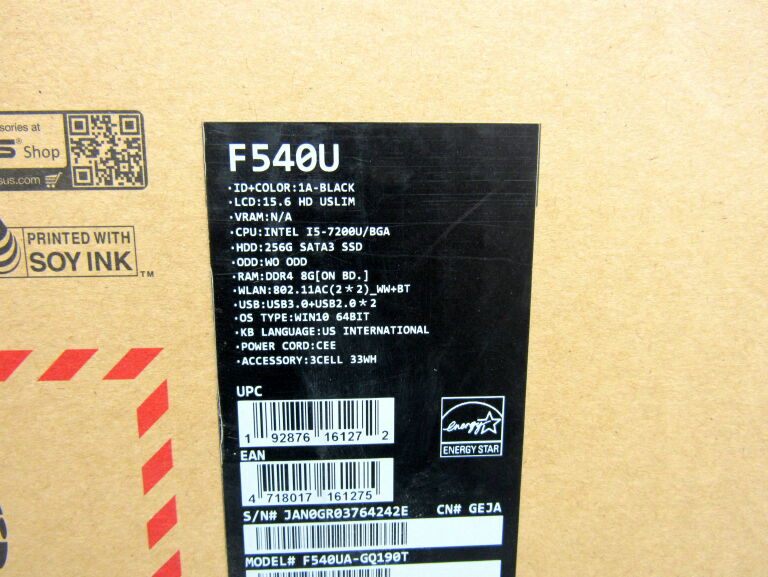 sories at
S® Shop
sus.com
PRINTED WITH
SOY INK
TM
F540U
·ID+COLOR:1A-BLACK
·LCD:15.6 HD USLIM
·VRAM:N/A
·CPU:INTEL I5-7200U/BGA
·HDD:256G SATA3 SSD
·ODD:WO ODD
·RAM:DDR4 8G[ON BD.]
·WLAN:802.11AC(2*2)_WW+BT
·USB:USB3.0+USB2.0*2
·OS TYPE:WIN10 64BIT
·KB LANGUAGE:US INTERNATIONAL
·POWER CORD:CEE
·ACCESSORY:3CELL 33WH
UPC
1 92876 16127 2
EAN
4 718017 161275
energy
ENERGY STAR
S/N# JAN0GR03764242E CN# GEJA
MODEL# F540UA-GQ190T